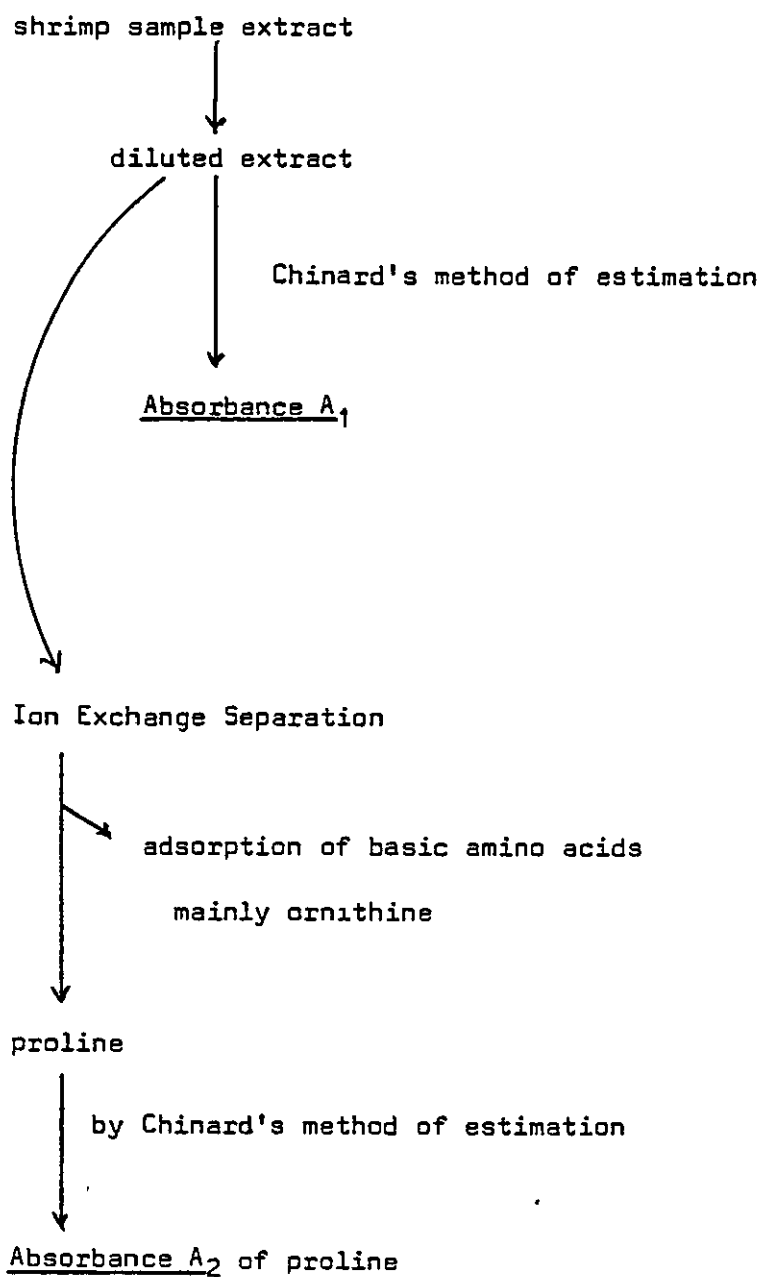 shrimp sample extract
diluted extract
Chinard's method of estimation
Absorbance A1
Ion Exchange Separation
adsorption of basic amino acids
mainly ornithine
proline
by Chinard's method of estimation
Absorbance A2 of proline